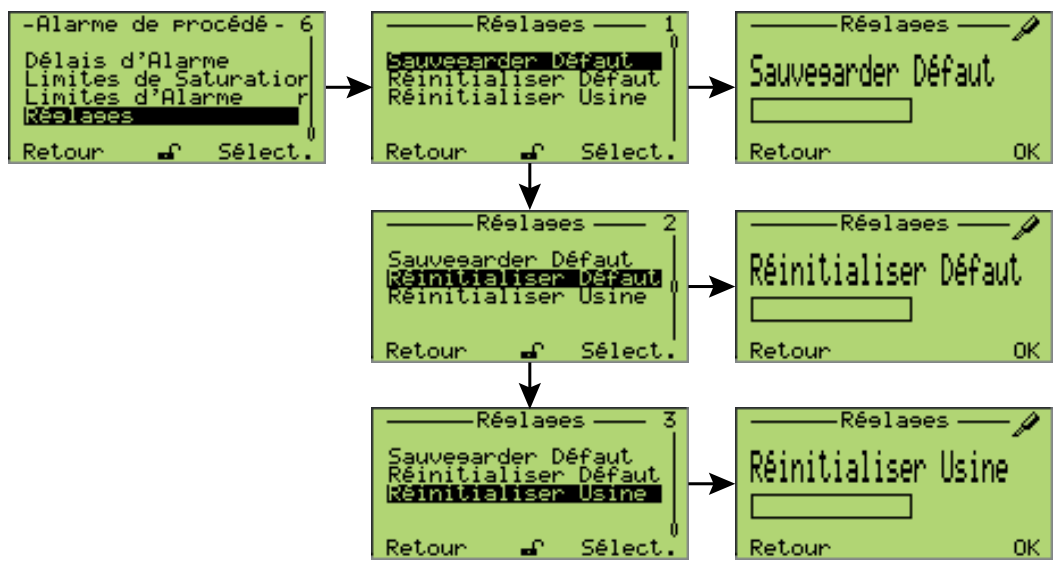 Alarme de procédé - 6
Délais d'Alarme
Limites de Saturation
Limites d'Alarme r
Réglages
Retour Sélect.
Réglages 1
Sauvegarder Défaut
Réinitialiser Défaut
Réinitialiser Usine
Retour Sélect.
Réglages
Sauvegarder Défaut
Retour OK
Réglages 2
Sauvegarder Défaut
Réinitialiser Défaut
Réinitialiser Usine
Retour Sélect.
Réglages
Réinitialiser Défaut
Retour OK
Réglages 3
Sauvegarder Défaut
Réinitialiser Défaut
Réinitialiser Usine
Retour Sélect.
Réglages
Réinitialiser Usine
Retour OK